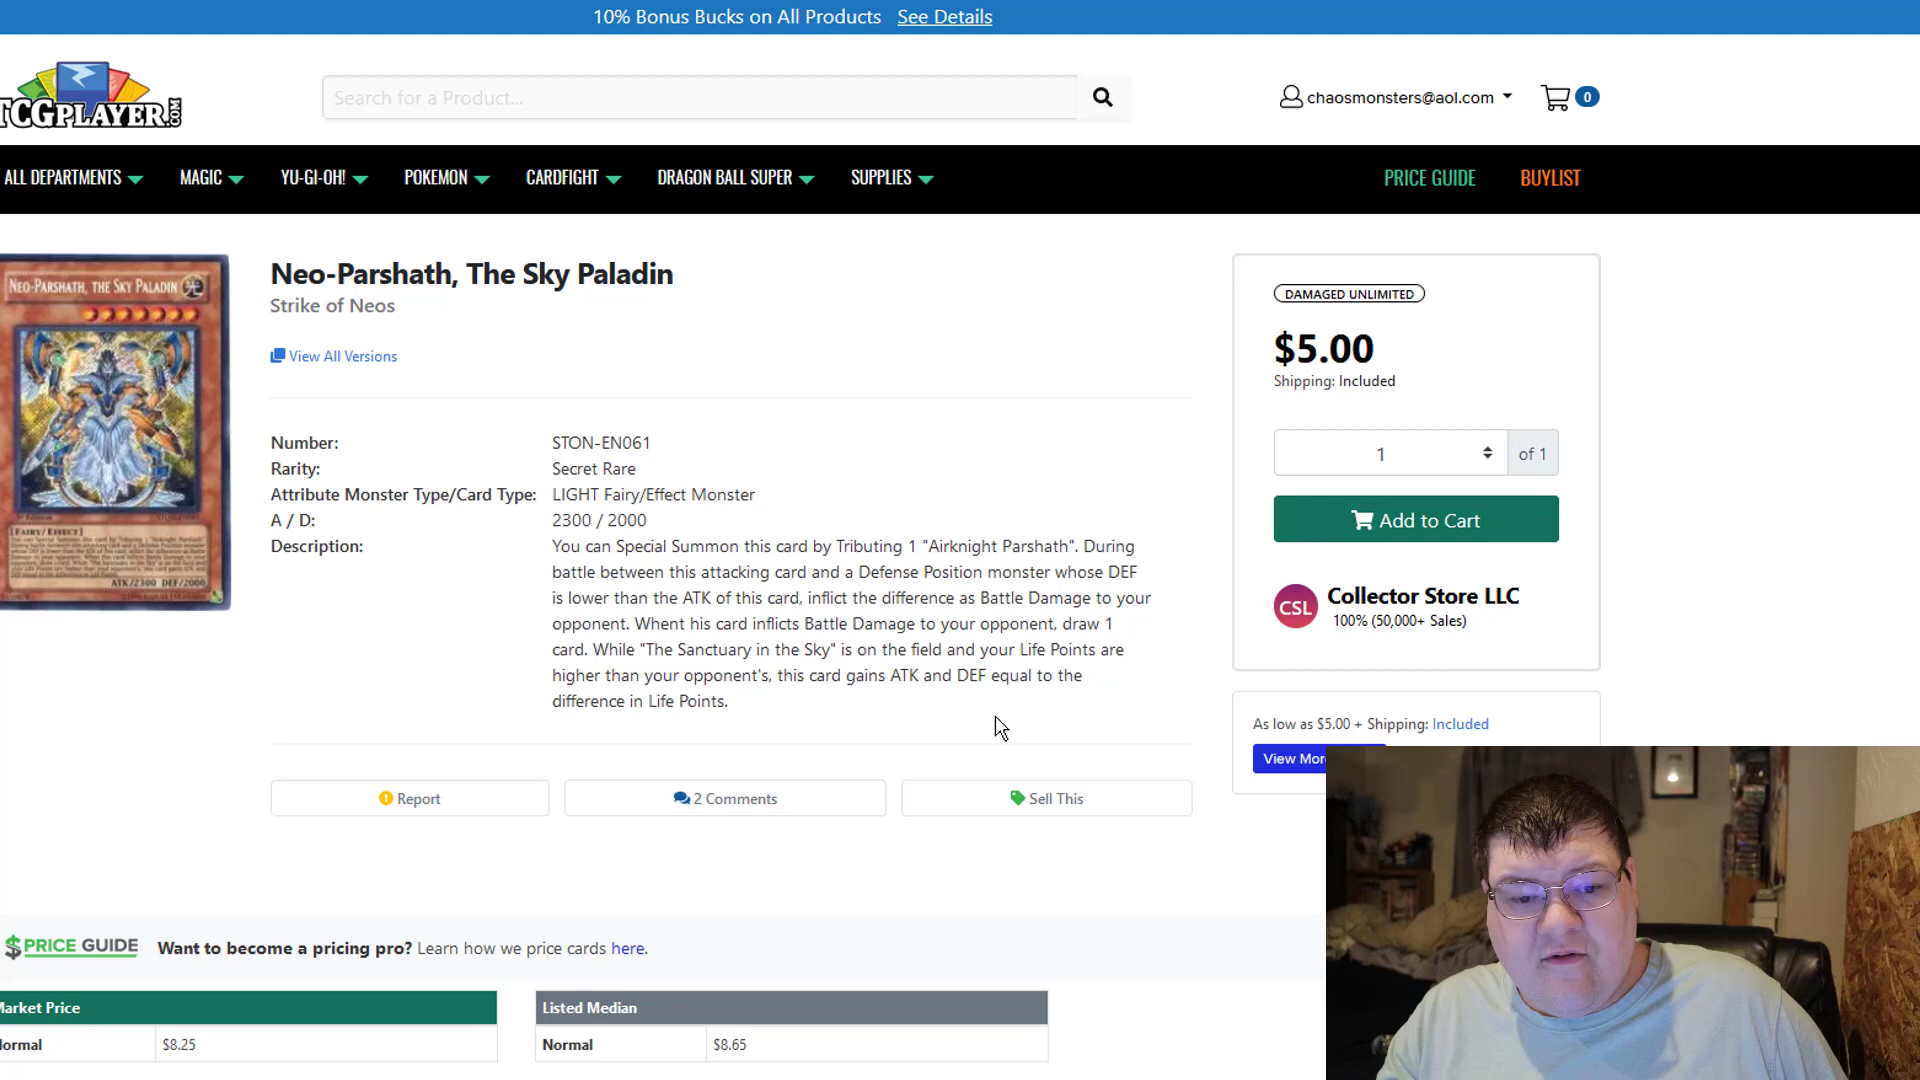 10% Bonus Bucks on All Products See Details
TCGPLAYER.COM
Search for a Product...
chaosmonsters@aol.com
0
ALL DEPARTMENTS
MAGIC
YU-GI-OH!
POKEMON
CARDFIGHT
DRAGON BALL SUPER
SUPPLIES
PRICE GUIDE
BUYLIST
NEO-PARSHATH, THE SKY PALADIN
[FAIRY/EFFECT]
ATK/2300 DEF/2000
Neo-Parshath, The Sky Paladin
Strike of Neos
View All Versions
Number: STON-EN061
Rarity: Secret Rare
Attribute Monster Type/Card Type: LIGHT Fairy/Effect Monster
A / D: 2300 / 2000
Description: You can Special Summon this card by Tributing 1 "Airknight Parshath". During
battle between this attacking card and a Defense Position monster whose DEF
is lower than the ATK of this card, inflict the difference as Battle Damage to your
opponent. Whent his card inflicts Battle Damage to your opponent, draw 1
card. While "The Sanctuary in the Sky" is on the field and your Life Points are
higher than your opponent's, this card gains ATK and DEF equal to the
difference in Life Points.
Report
2 Comments
Sell This
DAMAGED UNLIMITED
$5.00
Shipping: Included
1 of 1
Add to Cart
CSL
Collector Store LLC
100% (50,000+ Sales)
As low as $5.00 + Shipping: Included
View Mor
$PRICE GUIDE
Want to become a pricing pro? Learn how we price cards here.
Market Price
Normal $8.25
Listed Median
Normal $8.65